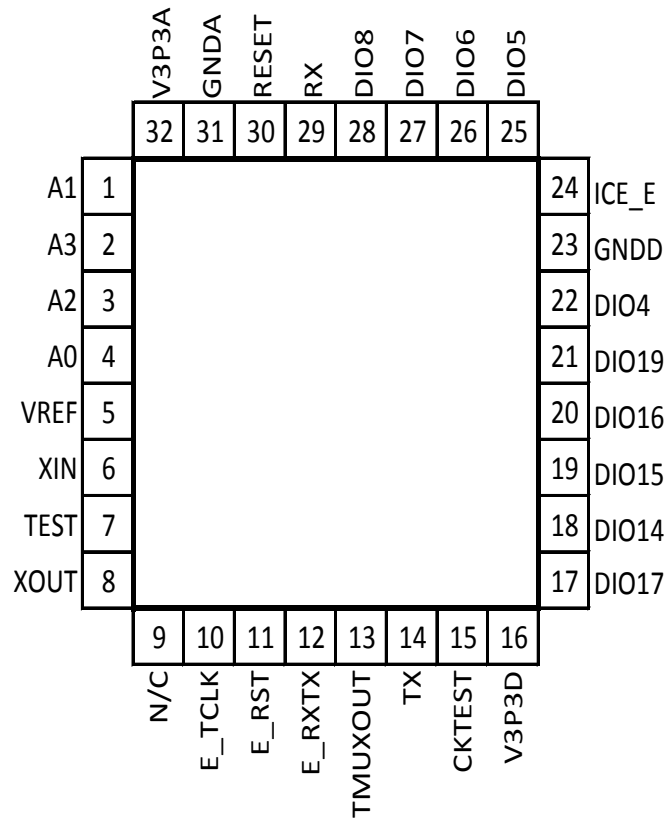 V3P3A
GNDA
RESET
RX
DIO8
DIO7
DIO6
DIO5
32 31 30 29 28 27 26 25
A1 1
A3 2
A2 3
A0 4
VREF 5
XIN 6
TEST 7
XOUT 8
24 ICE_E
23 GNDD
22 DIO4
21 DIO19
20 DIO16
19 DIO15
18 DIO14
17 DIO17
9 10 11 12 13 14 15 16
N/C
E_TCLK
E_RST
E_RXTX
TMUXOUT
TX
CKTEST
V3P3D